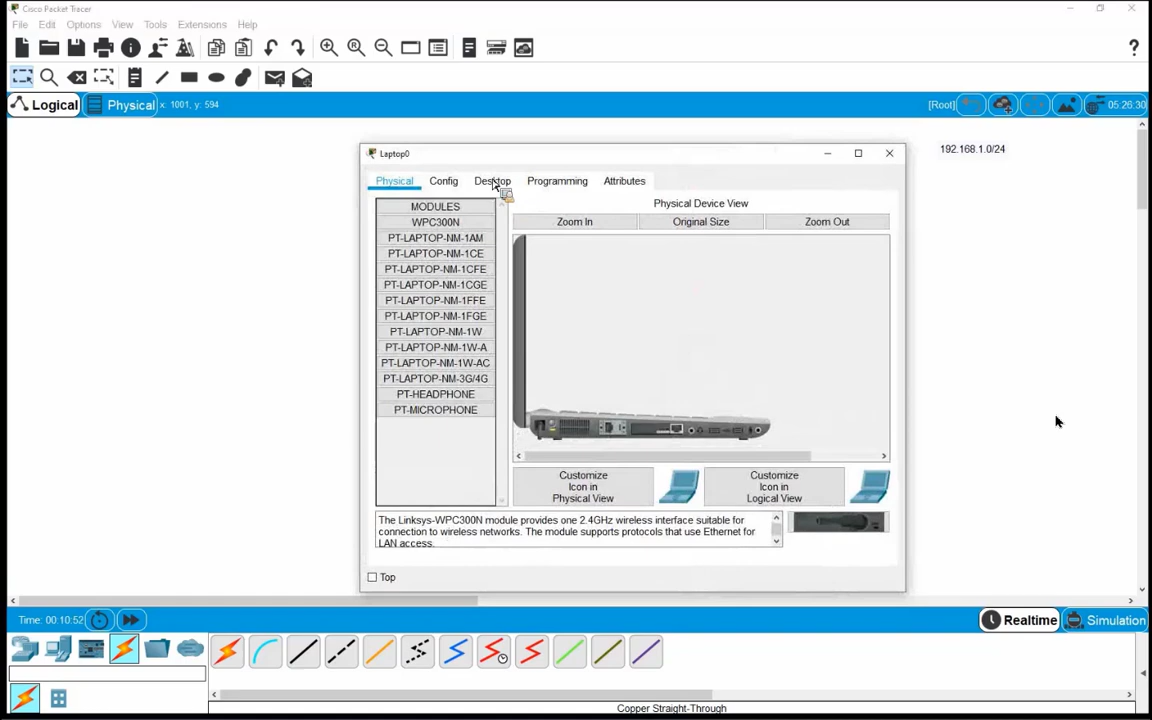 Cisco Packet Tracer
File Edit Options View Tools Extensions Help
?
Logical Physical x: 1001, y: 594 [Root] 05:26:30
192.168.1.0/24
Laptop0
Physical Config Desktop Programming Attributes
MODULES
WPC300N
PT-LAPTOP-NM-1AM
PT-LAPTOP-NM-1CE
PT-LAPTOP-NM-1CFE
PT-LAPTOP-NM-1CGE
PT-LAPTOP-NM-1FFE
PT-LAPTOP-NM-1FGE
PT-LAPTOP-NM-1W
PT-LAPTOP-NM-1W-A
PT-LAPTOP-NM-1W-AC
PT-LAPTOP-NM-3G/4G
PT-HEADPHONE
PT-MICROPHONE
Physical Device View
Zoom In Original Size Zoom Out
Customize
Icon in
Physical View
Customize
Icon in
Logical View
The Linksys-WPC300N module provides one 2.4GHz wireless interface suitable for
connection to wireless networks. The module supports protocols that use Ethernet for
LAN access.
Top
Time: 00:10:52 Realtime Simulation
Copper Straight-Through